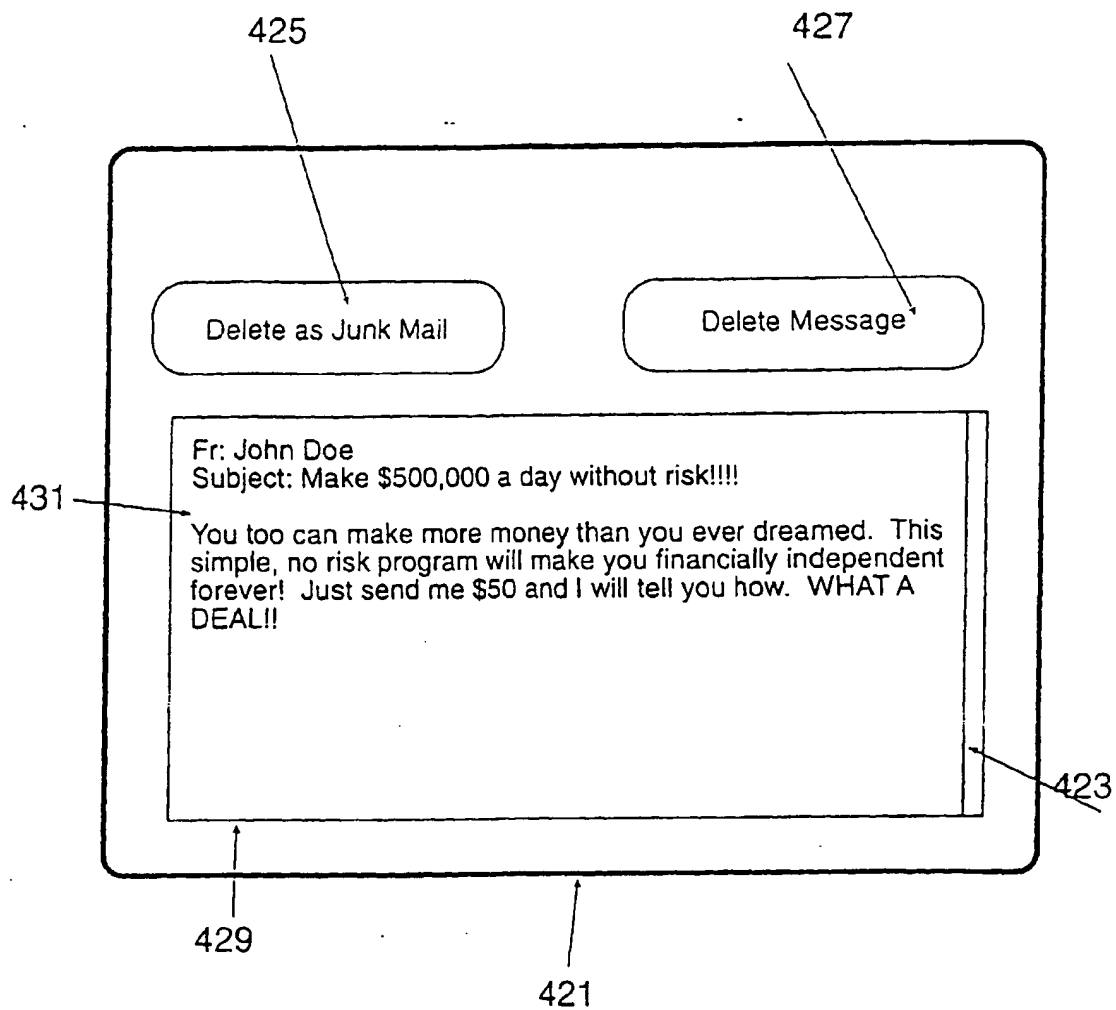 425
427
Delete as Junk Mail
Delete Message
Fr: John Doe
Subject: Make $500,000 a day without risk!!!!
431
You too can make more money than you ever dreamed. This
simple, no risk program will make you financially independent
forever! Just send me $50 and I will tell you how. WHAT A
DEAL!!
423
429
421